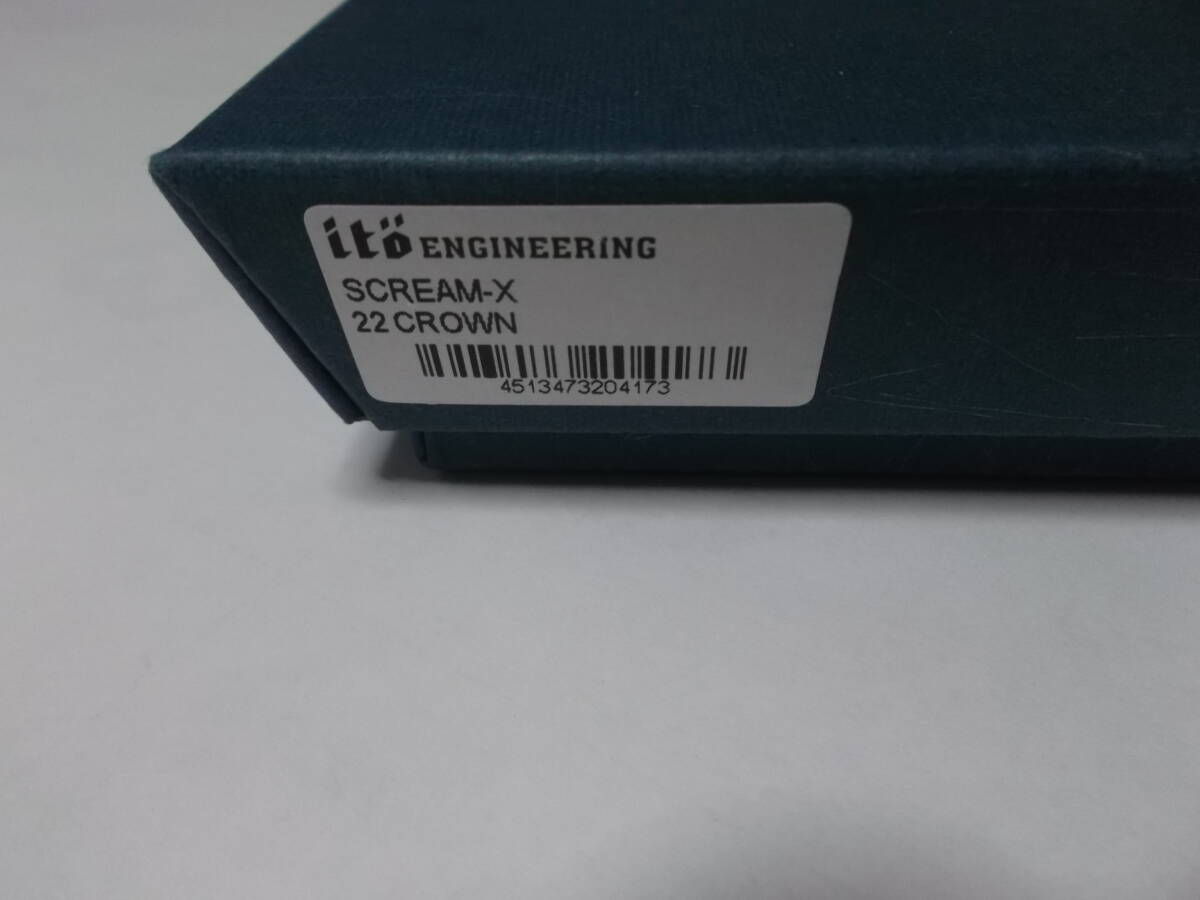 itö ENGINEERiNG
SCREAM-X
22 CROWN
4513473204173